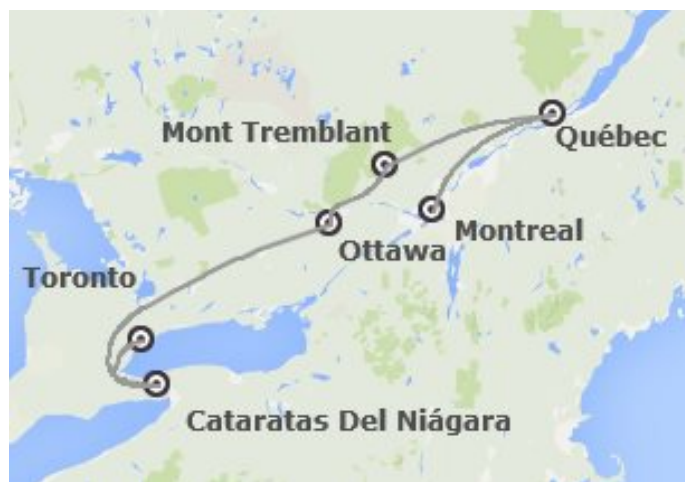 Mont Tremblant
Québec
Ottawa
Montreal
Toronto
Cataratas Del Niágara